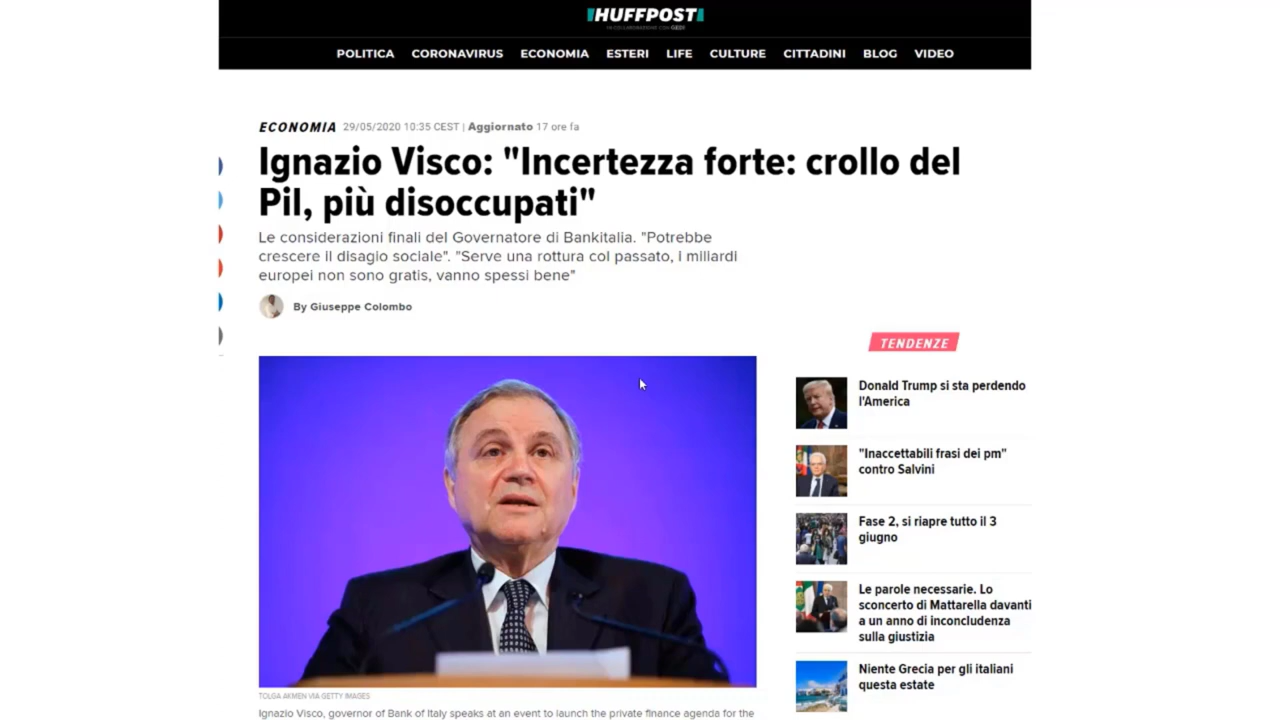 HUFFPOST
IN COLLABORAZIONE CON GEDI
POLITICA CORONAVIRUS ECONOMIA ESTERI LIFE CULTURE CITTADINI BLOG VIDEO
ECONOMIA 29/05/2020 10:35 CEST | Aggiornato 17 ore fa
Ignazio Visco: "Incertezza forte: crollo del
Pil, più disoccupati"
Le considerazioni finali del Governatore di Bankitalia. "Potrebbe
crescere il disagio sociale". "Serve una rottura col passato, i miliardi
europei non sono gratis, vanno spessi bene"
By Giuseppe Colombo
TOLGA AKMEN VIA GETTY IMAGES
Ignazio Visco, governor of Bank of Italy speaks at an event to launch the private finance agenda for the
TENDENZE
Donald Trump si sta perdendo
l'America
"Inaccettabili frasi dei pm"
contro Salvini
Fase 2, si riapre tutto il 3
giugno
Le parole necessarie. Lo
sconcerto di Mattarella davanti
a un anno di inconcludenza
sulla giustizia
Niente Grecia per gli italiani
questa estate